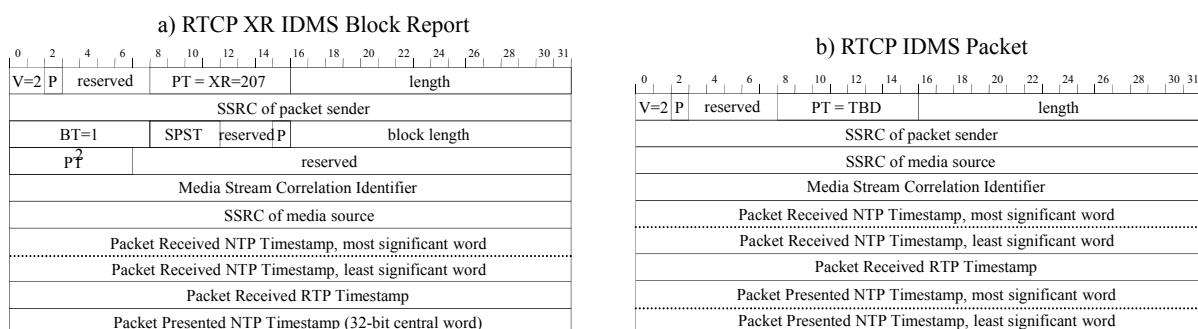 a) RTCP XR IDMS Block Report
0 2 4 6 8 10 12 14 16 18 20 22 24 26 28 30 31
V=2 P reserved PT = XR=207 length
SSRC of packet sender
BT=1 SPST reserved P block length
2
PT reserved
Media Stream Correlation Identifier
SSRC of media source
Packet Received NTP Timestamp, most significant word
Packet Received NTP Timestamp, least significant word
Packet Received RTP Timestamp
Packet Presented NTP Timestamp (32-bit central word)
b) RTCP IDMS Packet
0 2 4 6 8 10 12 14 16 18 20 22 24 26 28 30 31
V=2 P reserved PT = TBD length
SSRC of packet sender
SSRC of media source
Media Stream Correlation Identifier
Packet Received NTP Timestamp, most significant word
Packet Received NTP Timestamp, least significant word
Packet Received RTP Timestamp
Packet Presented NTP Timestamp, most significant word
Packet Presented NTP Timestamp, least significant word